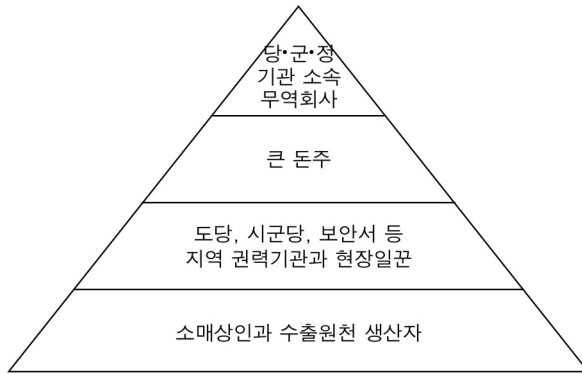 당·군·정
기관 소속
무역회사
큰 돈주
도당, 시군당, 보안서 등
지역 권력기관과 현장일꾼
소매상인과 수출원천 생산자